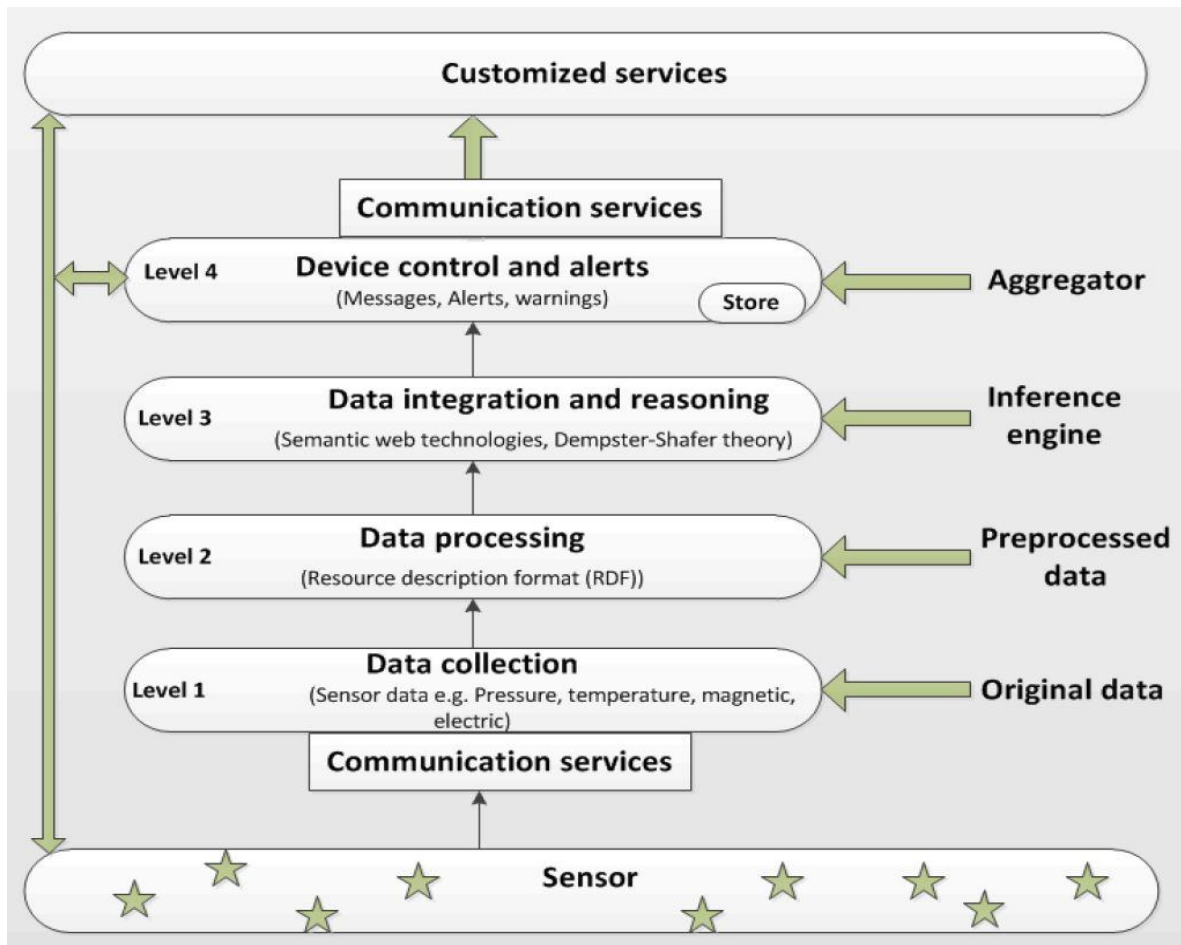 Customized services
Communication services
Level 4
Device control and alerts
(Messages, Alerts, warnings)
Store
Aggregator
Level 3
Data integration and reasoning
(Semantic web technologies, Dempster-Shafer theory)
Inference
engine
Level 2
Data processing
(Resource description format (RDF))
Preprocessed
data
Level 1
Data collection
(Sensor data e.g. Pressure, temperature, magnetic,
electric)
Original data
Communication services
Sensor